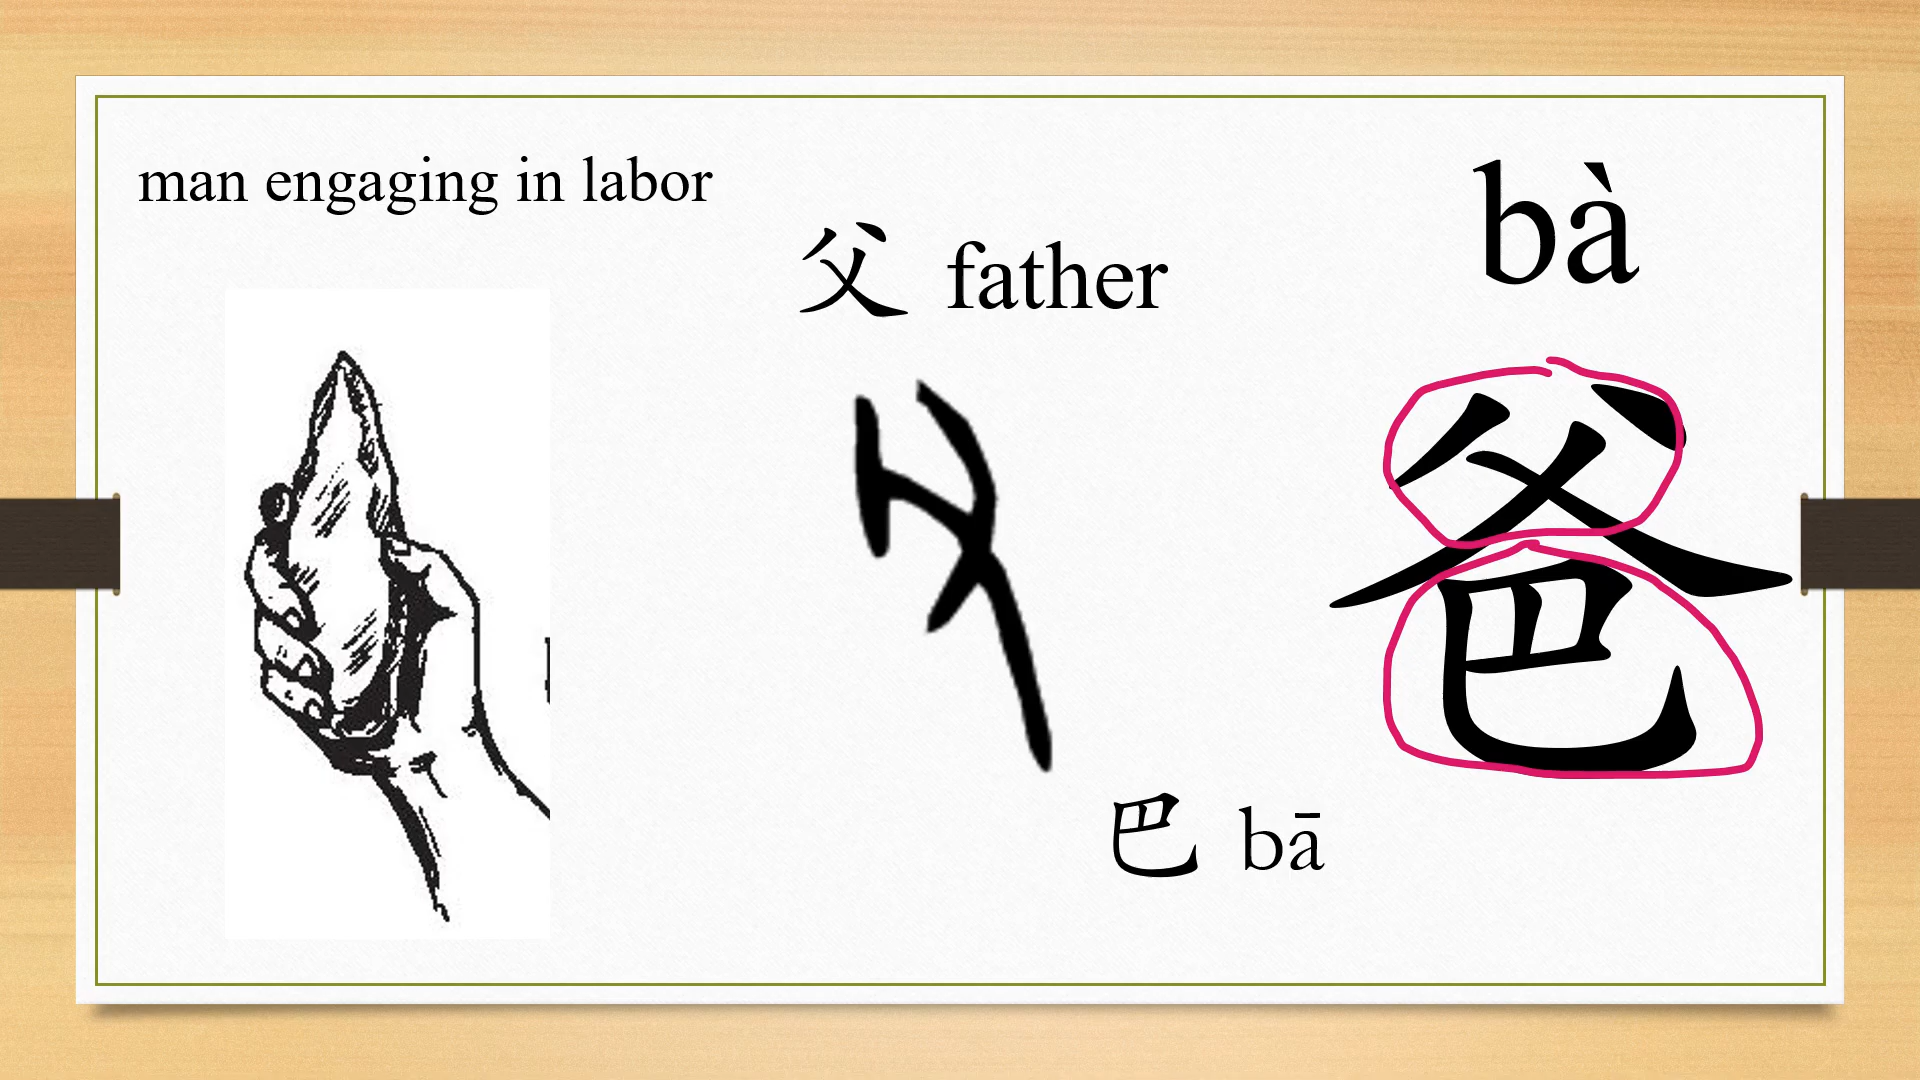 man engaging in labor
父 father
bà
爸
巴 bā